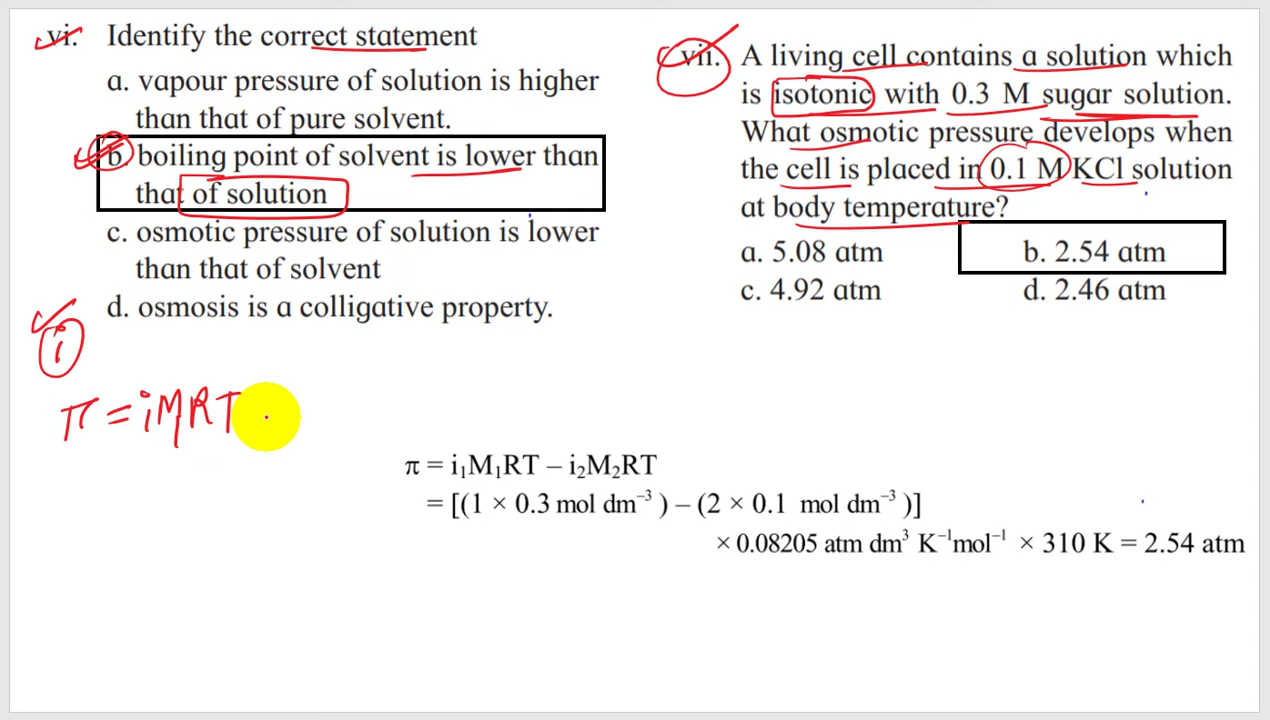 vi. Identify the correct statement
a. vapour pressure of solution is higher
than that of pure solvent.
b. boiling point of solvent is lower than
that of solution
c. osmotic pressure of solution is lower
than that of solvent
d. osmosis is a colligative property.
vii. A living cell contains a solution which
is isotonic with 0.3 M sugar solution.
What osmotic pressure develops when
the cell is placed in 0.1 M KCl solution
at body temperature?
a. 5.08 atm b. 2.54 atm
c. 4.92 atm d. 2.46 atm
i
π = iMRT
π = i₁M₁RT – i₂M₂RT
= [(1 × 0.3 mol dm⁻³ ) – (2 × 0.1 mol dm⁻³ )]
× 0.08205 atm dm³ K⁻¹mol⁻¹ × 310 K = 2.54 atm